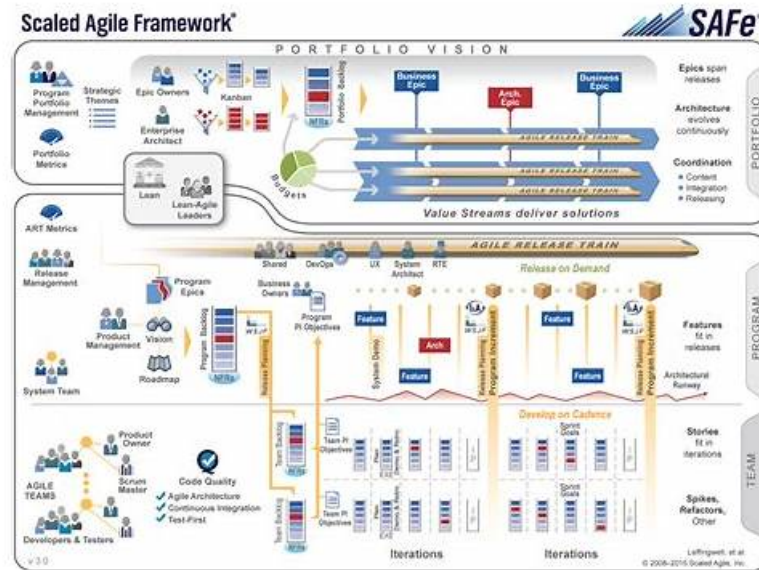 Scaled Agile Framework®
SAFe®
PORTFOLIO VISION
Program
Portfolio
Management
Strategic
Themes
Portfolio
Metrics
Epic Owners
Enterprise
Architect
Kanban
Portfolio Backlog
NFRs
Budgets
Business
Epic
Arch.
Epic
Business
Epic
AGILE RELEASE TRAIN
AGILE RELEASE TRAIN
AGILE RELEASE TRAIN
Value Streams deliver solutions
Epics span
releases
Architecture
evolves
continuously
Coordination
Content
Integration
Releasing
PORTFOLIO
Lean
Lean-Agile
Leaders
ART Metrics
Release
Management
Product
Management
System Team
Program
Epics
Vision
Roadmap
Program Backlog
NFRs
Release Planning
Shared
DevOps
UX
System
Architect
RTE
Business
Owners
Program
PI Objectives
AGILE RELEASE TRAIN
Release on Demand
System Demo
Feature
Feature
Arch.
Release Planning
Program Increment
Feature
Feature
Release Planning
Program Increment
Features
fit in
releases
Architectural
Runway
PROGRAM
Develop on Cadence
AGILE
TEAMS
Product
Owner
Scrum
Master
Developers & Testers
Code Quality
Agile Architecture
Continuous Integration
Test-First
Team Backlog
NFRs
Team Backlog
NFRs
Team PI
Objectives
Team PI
Objectives
Plan
Plan
Sprint
Goals
Sprint
Goals
Iterations
Iterations
Stories
fit in
iterations
Spikes,
Refactors,
Other
TEAM
v 3.0
Leffingwell, et al.
Scaled Agile, Inc.